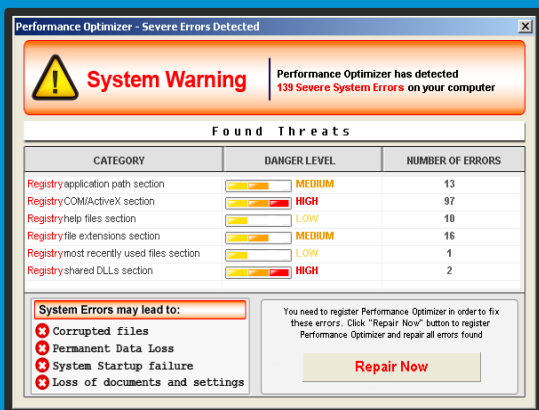 Performance Optimizer - Severe Errors Detected
System Warning
Performance Optimizer has detected
139 Severe System Errors on your computer
Found Threats
CATEGORY DANGER LEVEL NUMBER OF ERRORS
Registry application path section MEDIUM 13
Registry COM/ActiveX section HIGH 97
Registry help files section LOW 10
Registry file extensions section MEDIUM 16
Registry most recently used files section LOW 1
Registry shared DLLs section HIGH 2
System Errors may lead to:
Corrupted files
Permanent Data Loss
System Startup failure
Loss of documents and settings
You need to register Performance Optimizer in order to fix
these errors. Click "Repair Now" button to register
Performance Optimizer and repair all errors found
Repair Now